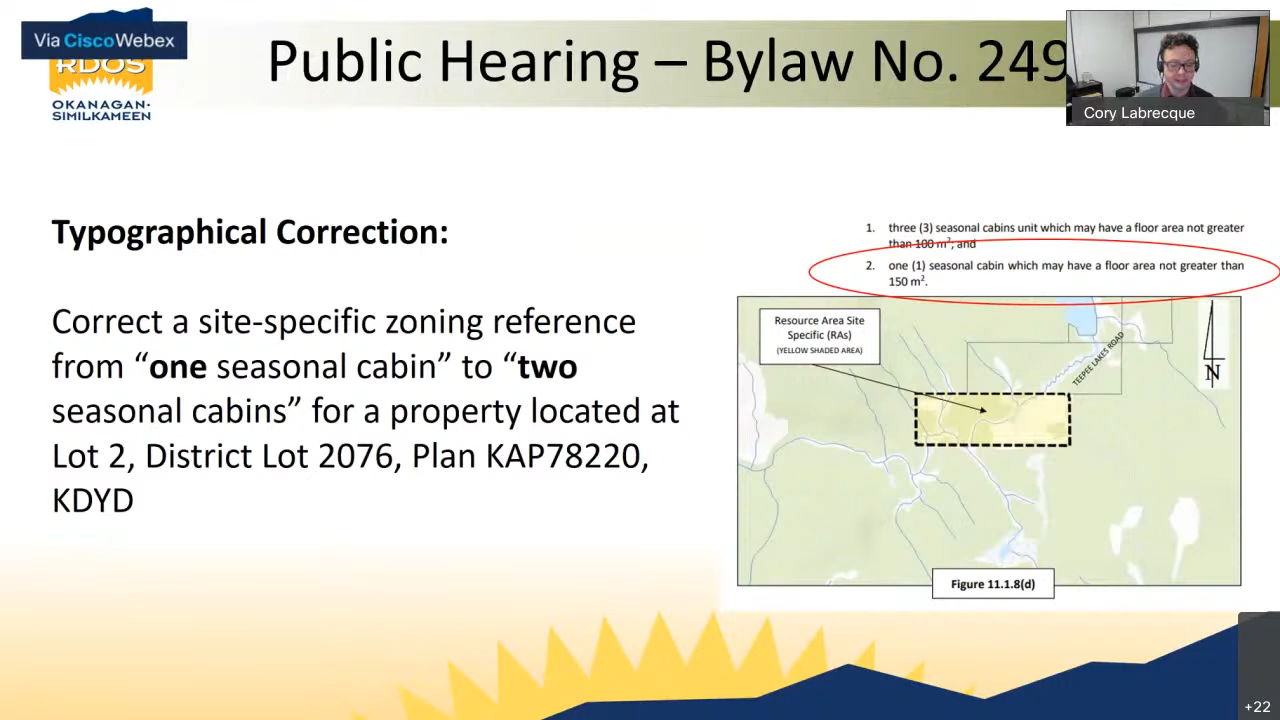 Via CiscoWebex
RDOS
OKANAGAN-
SIMILKAMEEN
Public Hearing – Bylaw No. 249
Cory Labrecque
Typographical Correction:
Correct a site-specific zoning reference
from “one seasonal cabin” to “two
seasonal cabins” for a property located at
Lot 2, District Lot 2076, Plan KAP78220,
KDYD
1. three (3) seasonal cabins unit which may have a floor area not greater
than 100 m², and
2. one (1) seasonal cabin which may have a floor area not greater than
150 m².
Resource Area Site
Specific (RAs)
(YELLOW SHADED AREA)
TEEPEE LAKES ROAD
N
Figure 11.1.8(d)
+22